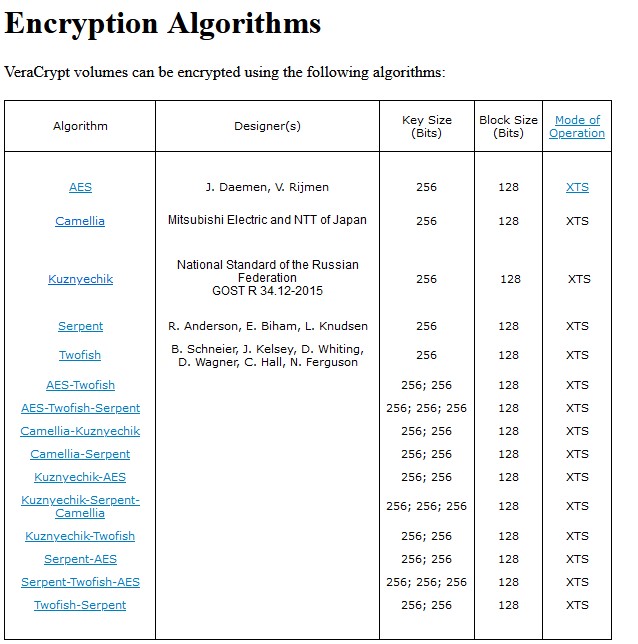 Encryption Algorithms
VeraCrypt volumes can be encrypted using the following algorithms:
Algorithm Designer(s) Key Size (Bits) Block Size (Bits) Mode of Operation
AES J. Daemen, V. Rijmen 256 128 XTS
Camellia Mitsubishi Electric and NTT of Japan 256 128 XTS
Kuznyechik National Standard of the Russian Federation GOST R 34.12-2015 256 128 XTS
Serpent R. Anderson, E. Biham, L. Knudsen 256 128 XTS
Twofish B. Schneier, J. Kelsey, D. Whiting, D. Wagner, C. Hall, N. Ferguson 256 128 XTS
AES-Twofish 256; 256 128 XTS
AES-Twofish-Serpent 256; 256; 256 128 XTS
Camellia-Kuznyechik 256; 256 128 XTS
Camellia-Serpent 256; 256 128 XTS
Kuznyechik-AES 256; 256 128 XTS
Kuznyechik-Serpent-Camellia 256; 256; 256 128 XTS
Kuznyechik-Twofish 256; 256 128 XTS
Serpent-AES 256; 256 128 XTS
Serpent-Twofish-AES 256; 256; 256 128 XTS
Twofish-Serpent 256; 256 128 XTS